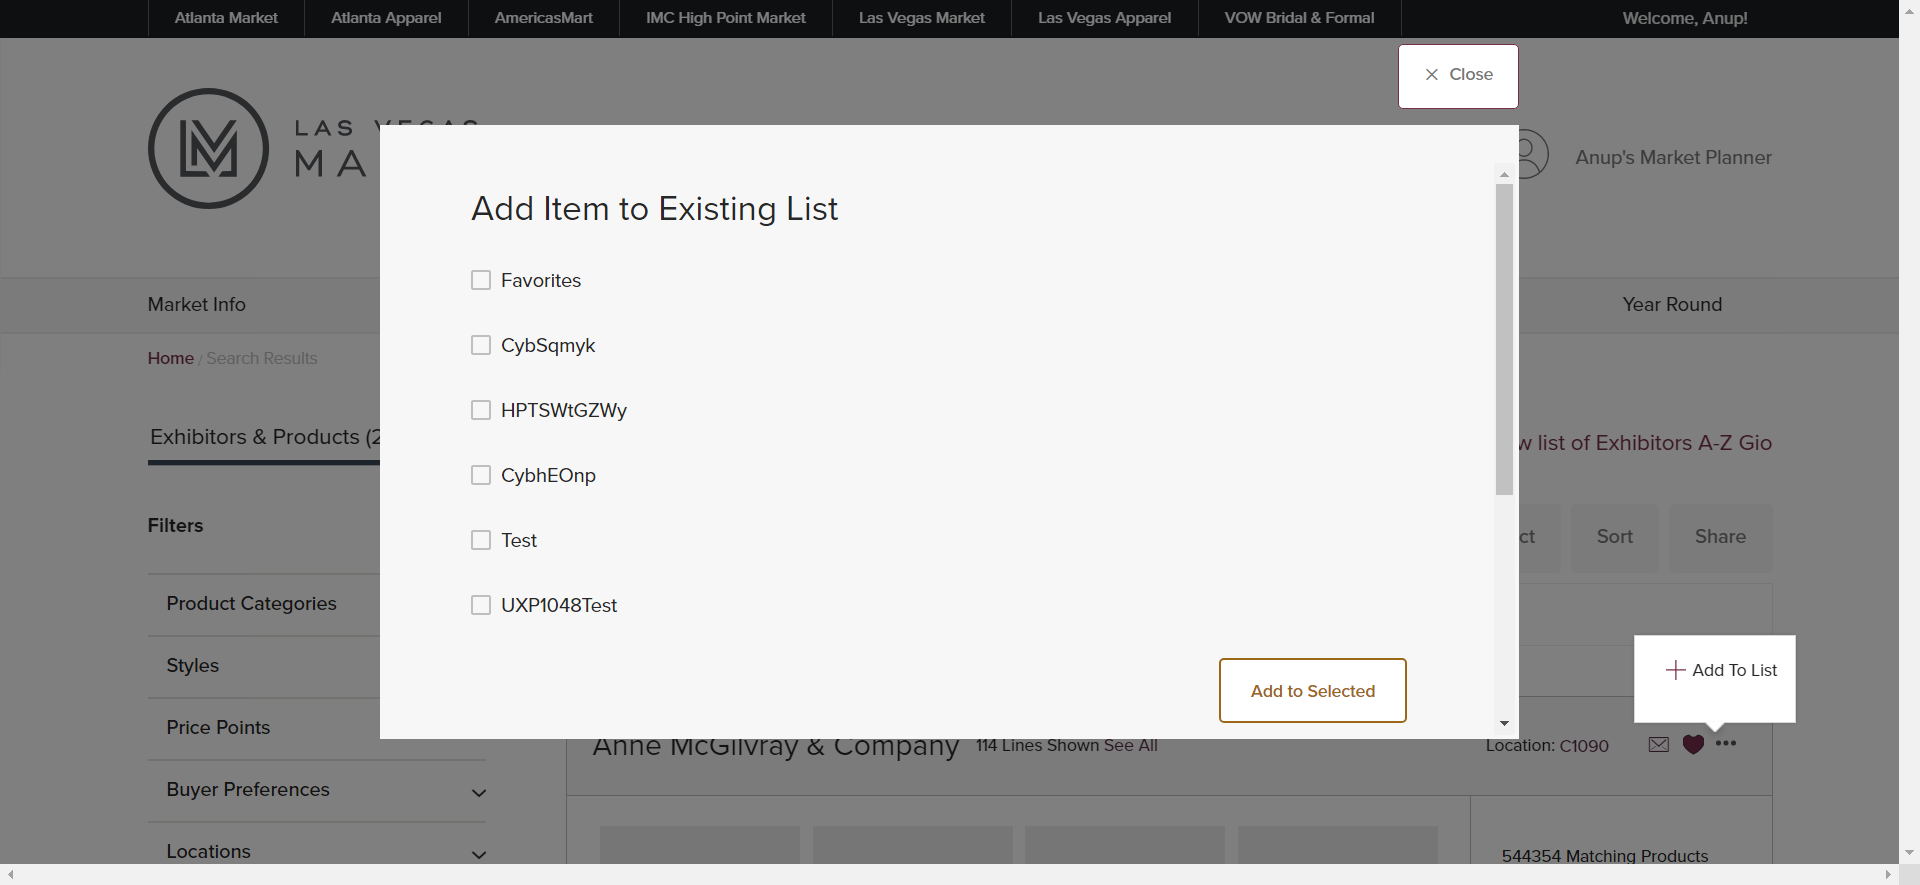 Atlanta Market
Atlanta Apparel
AmericasMart
IMC High Point Market
Las Vegas Market
Las Vegas Apparel
VOW Bridal & Formal
Welcome, Anup!
Close
LAS VEGAS
MA
Anup's Market Planner
Market Info
Year Round
Home / Search Results
Exhibitors & Products (2
w list of Exhibitors A-Z Gio
Filters
ct
Sort
Share
Product Categories
Styles
Price Points
Buyer Preferences
Locations
Add Item to Existing List
Favorites
CybSqmyk
HPTSWtGZWy
CybhEOnp
Test
UXP1048Test
Add to Selected
Add To List
Anne McGilvray & Company
114 Lines Shown See All
Location: C1090
544354 Matching Products